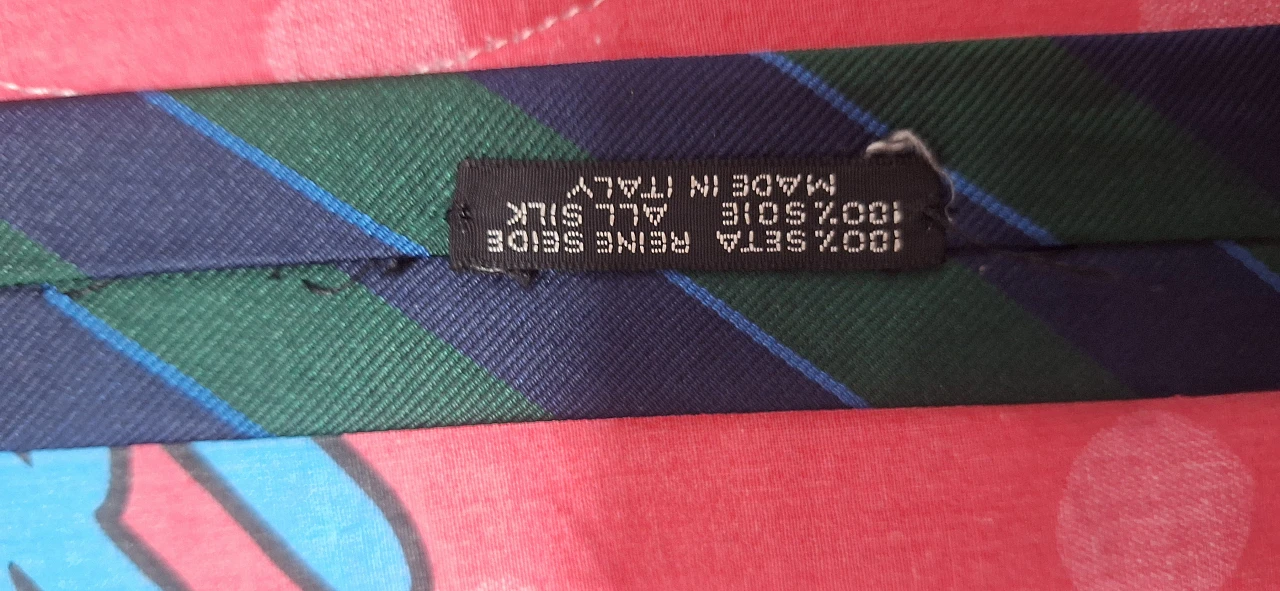 100% SETA REINE SEIDE
100% SOIE ALL SILK
MADE IN ITALY